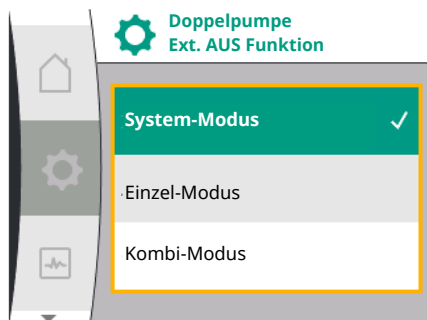 Doppelpumpe
Ext. AUS Funktion
System-Modus
Einzel-Modus
Kombi-Modus